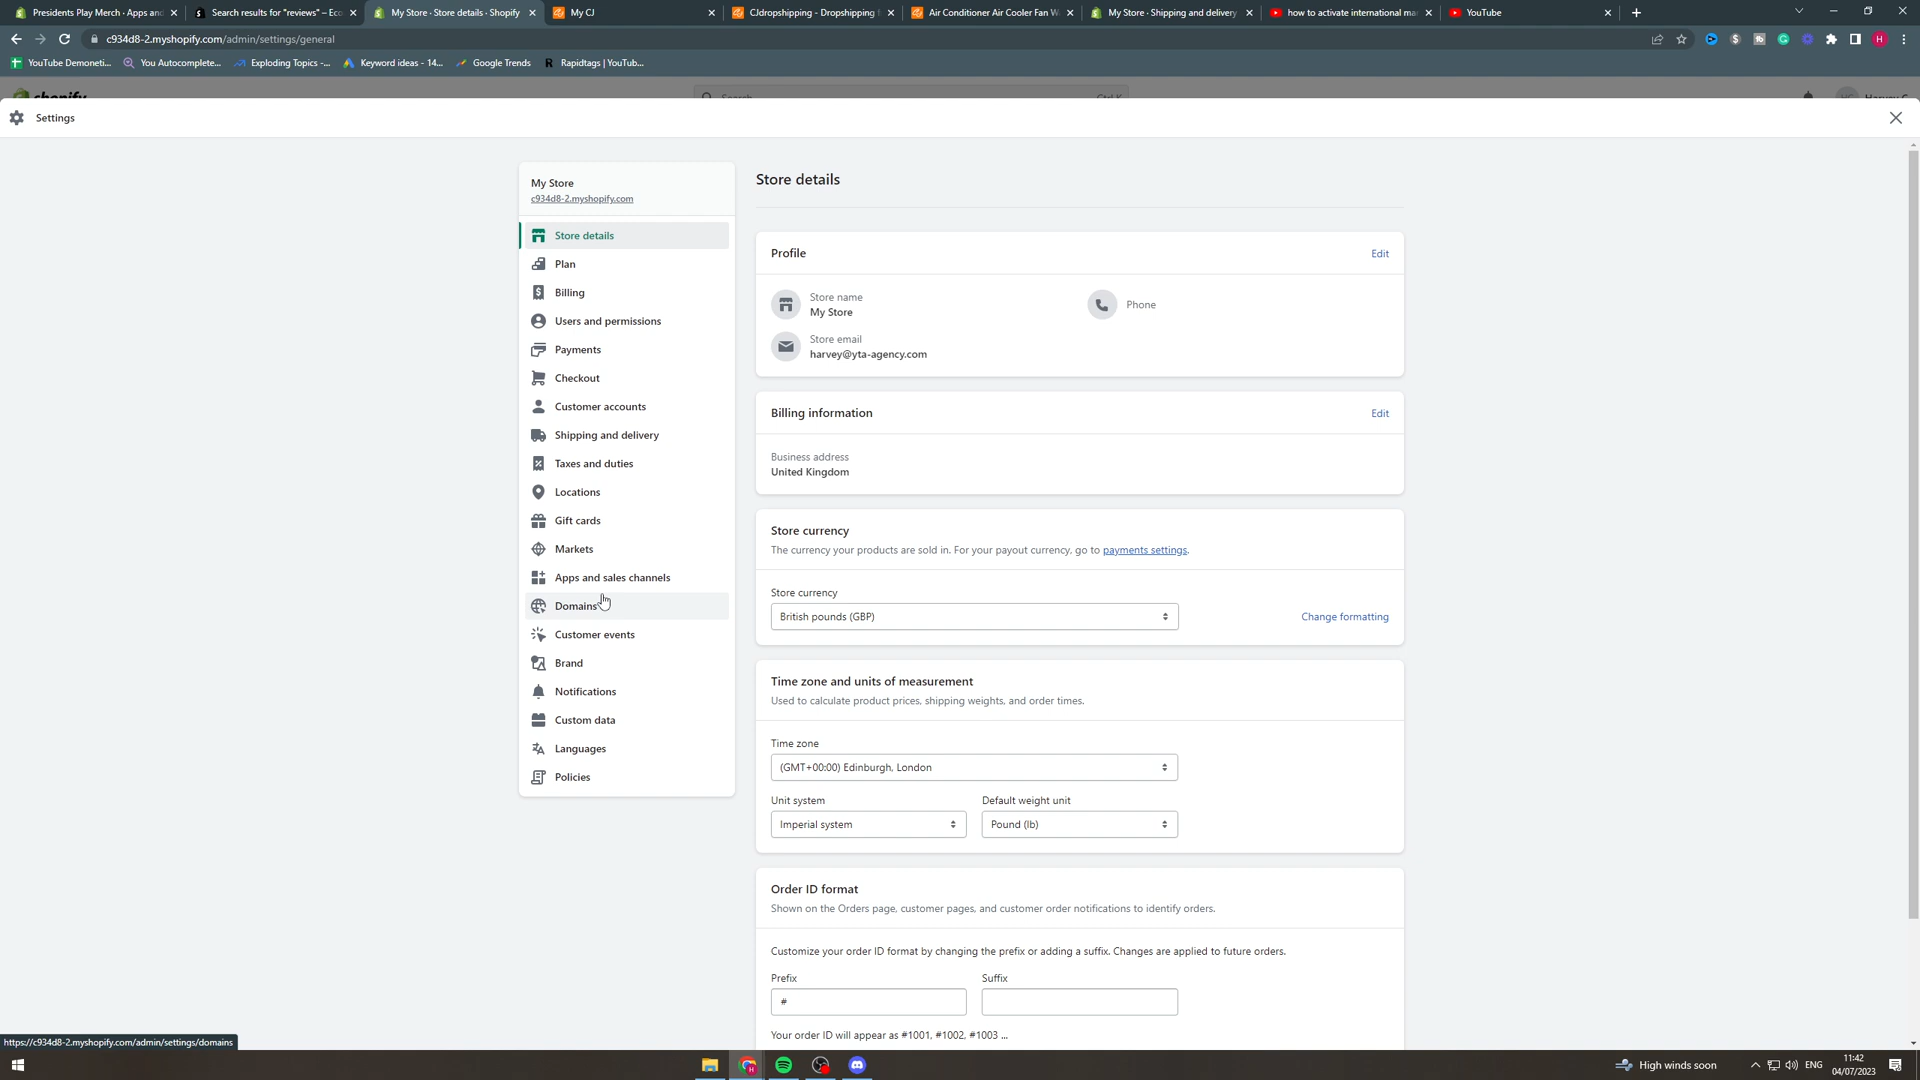 My Store · Store details · Shopify
Presidents Play Merch · Apps and
Search results for "reviews" – Eco
My CJ
CJdropshipping - Dropshipping f
Air Conditioner Air Cooler Fan W
My Store · Shipping and delivery
how to activate international mar
YouTube
c934d8-2.myshopify.com/admin/settings/general
YouTube Demoneti...
You Autocomplete...
Exploding Topics -...
Keyword ideas - 14...
Google Trends
Rapidtags | YouTub...
shopify
Search
Ctrl K
Settings
My Store
c934d8-2.myshopify.com
Store details
Plan
Billing
Users and permissions
Payments
Checkout
Customer accounts
Shipping and delivery
Taxes and duties
Locations
Gift cards
Markets
Apps and sales channels
Domains
Customer events
Brand
Notifications
Custom data
Languages
Policies
Store details
Profile
Edit
Store name
My Store
Phone
Store email
harvey@yta-agency.com
Billing information
Edit
Business address
United Kingdom
Store currency
The currency your products are sold in. For your payout currency, go to payments settings.
Store currency
British pounds (GBP)
Change formatting
Time zone and units of measurement
Used to calculate product prices, shipping weights, and order times.
Time zone
(GMT+00:00) Edinburgh, London
Unit system
Default weight unit
Imperial system
Pound (lb)
Order ID format
Shown on the Orders page, customer pages, and customer order notifications to identify orders.
Customize your order ID format by changing the prefix or adding a suffix. Changes are applied to future orders.
Prefix
Suffix
#
Your order ID will appear as #1001, #1002, #1003 ...
https://c934d8-2.myshopify.com/admin/settings/domains
High winds soon
ENG
11:42
04/07/2023